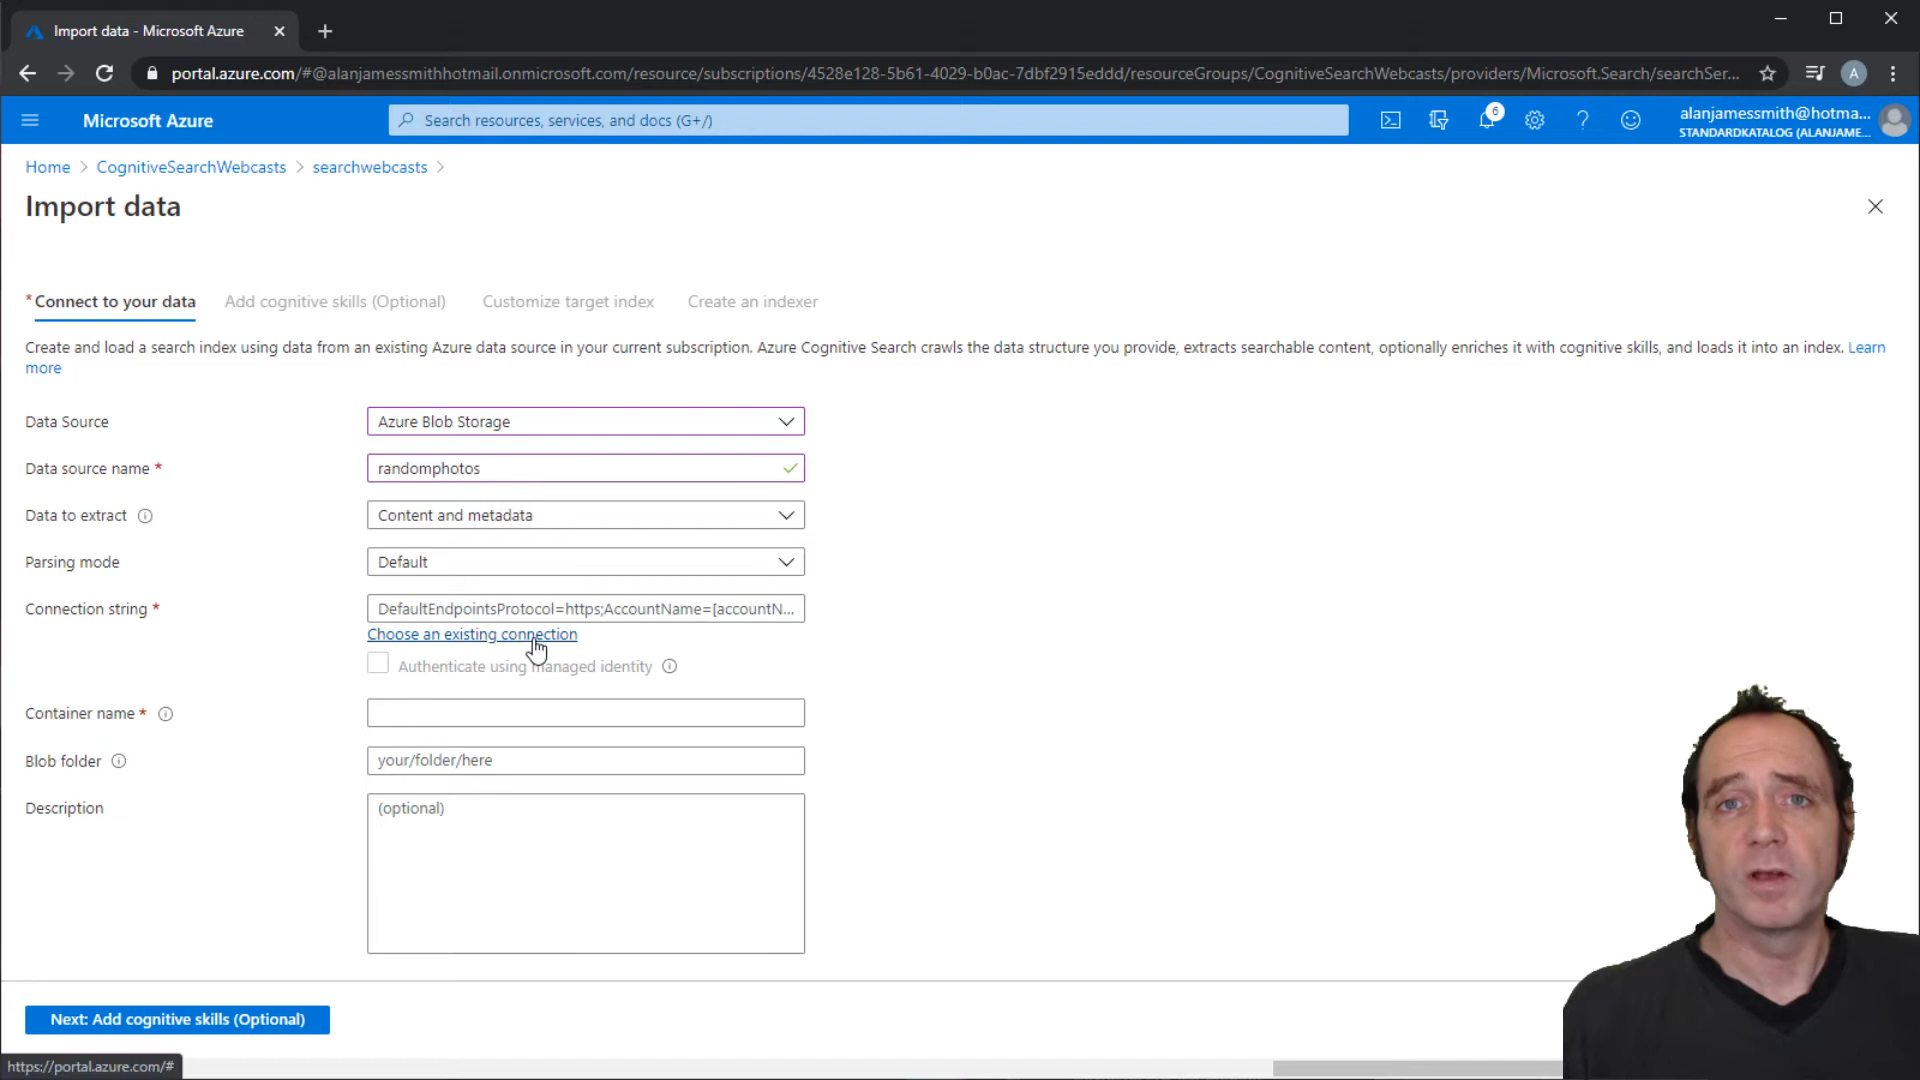 Import data - Microsoft Azure
portal.azure.com/#@alanjamessmithhotmail.onmicrosoft.com/resource/subscriptions/4528e128-5b61-4029-b0ac-7dbf2915eddd/resourceGroups/CognitiveSearchWebcasts/providers/Microsoft.Search/searchSer...
A
Microsoft Azure
Search resources, services, and docs (G+/)
6
alanjamessmith@hotma...
STANDARDKATALOG (ALANJAME...
Home > CognitiveSearchWebcasts > searchwebcasts >
Import data
* Connect to your data
Add cognitive skills (Optional)
Customize target index
Create an indexer
Create and load a search index using data from an existing Azure data source in your current subscription. Azure Cognitive Search crawls the data structure you provide, extracts searchable content, optionally enriches it with cognitive skills, and loads it into an index. Learn
more
Data Source
Azure Blob Storage
Data source name *
randomphotos
Data to extract
Content and metadata
Parsing mode
Default
Connection string *
DefaultEndpointsProtocol=https;AccountName=[accountN...
Choose an existing connection
Authenticate using managed identity
Container name *
Blob folder
your/folder/here
Description
(optional)
Next: Add cognitive skills (Optional)
https://portal.azure.com/#